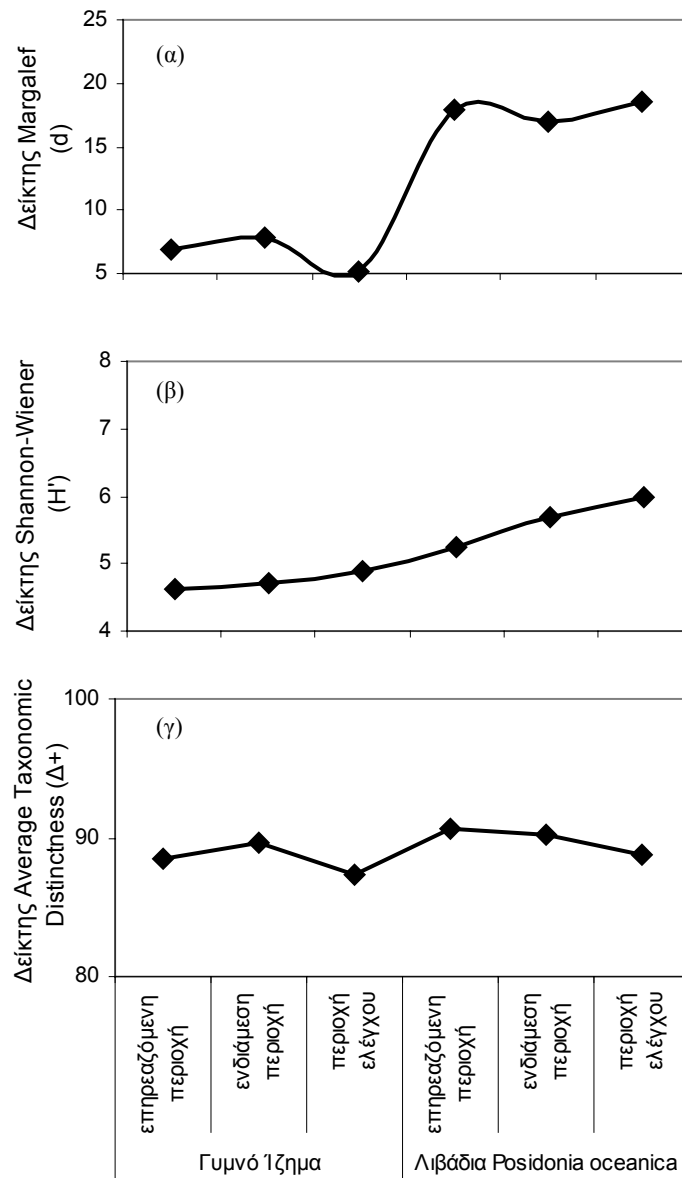 Δείκτης Margalef
(d)
25
20
15
10
5
(α)
Δείκτης Shannon-Wiener
(H')
8
7
6
5
4
(β)
Δείκτης Average Taxonomic
Distinctness (Δ+)
100
90
80
(γ)
επηρεαζόμενη
περιοχή
ενδιάμεση
περιοχή
περιοχή
ελέγχου
επηρεαζόμενη
περιοχή
ενδιάμεση
περιοχή
περιοχή
ελέγχου
Γυμνό Ίζημα
Λιβάδια Posidonia oceanica